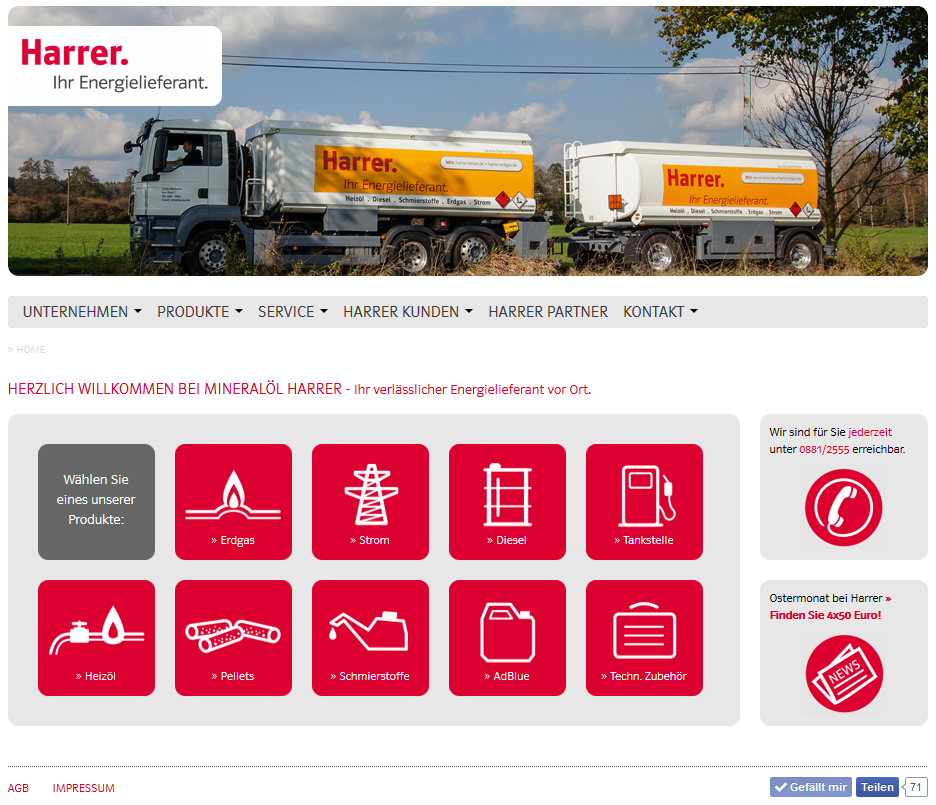 Harrer.
Ihr Energielieferant.
Harrer.
Ihr Energielieferant.
Heizöl . Diesel . Schmierstoffe . Erdgas . Strom
Harrer.
Ihr Energielieferant.
Heizöl . Diesel . Schmierstoffe . Erdgas . Strom
UNTERNEHMEN PRODUKTE SERVICE HARRER KUNDEN HARRER PARTNER KONTAKT
» HOME
HERZLICH WILLKOMMEN BEI MINERALÖL HARRER - Ihr verlässlicher Energielieferant vor Ort.
Wählen Sie
eines unserer
Produkte:
» Erdgas
» Strom
» Diesel
» Tankstelle
» Heizöl
» Pellets
» Schmierstoffe
» AdBlue
» Techn. Zubehör
Wir sind für Sie jederzeit
unter 0881/2555 erreichbar.
Ostermonat bei Harrer »
Finden Sie 4x50 Euro!
NEWS
AGB IMPRESSUM
Gefällt mir Teilen 71